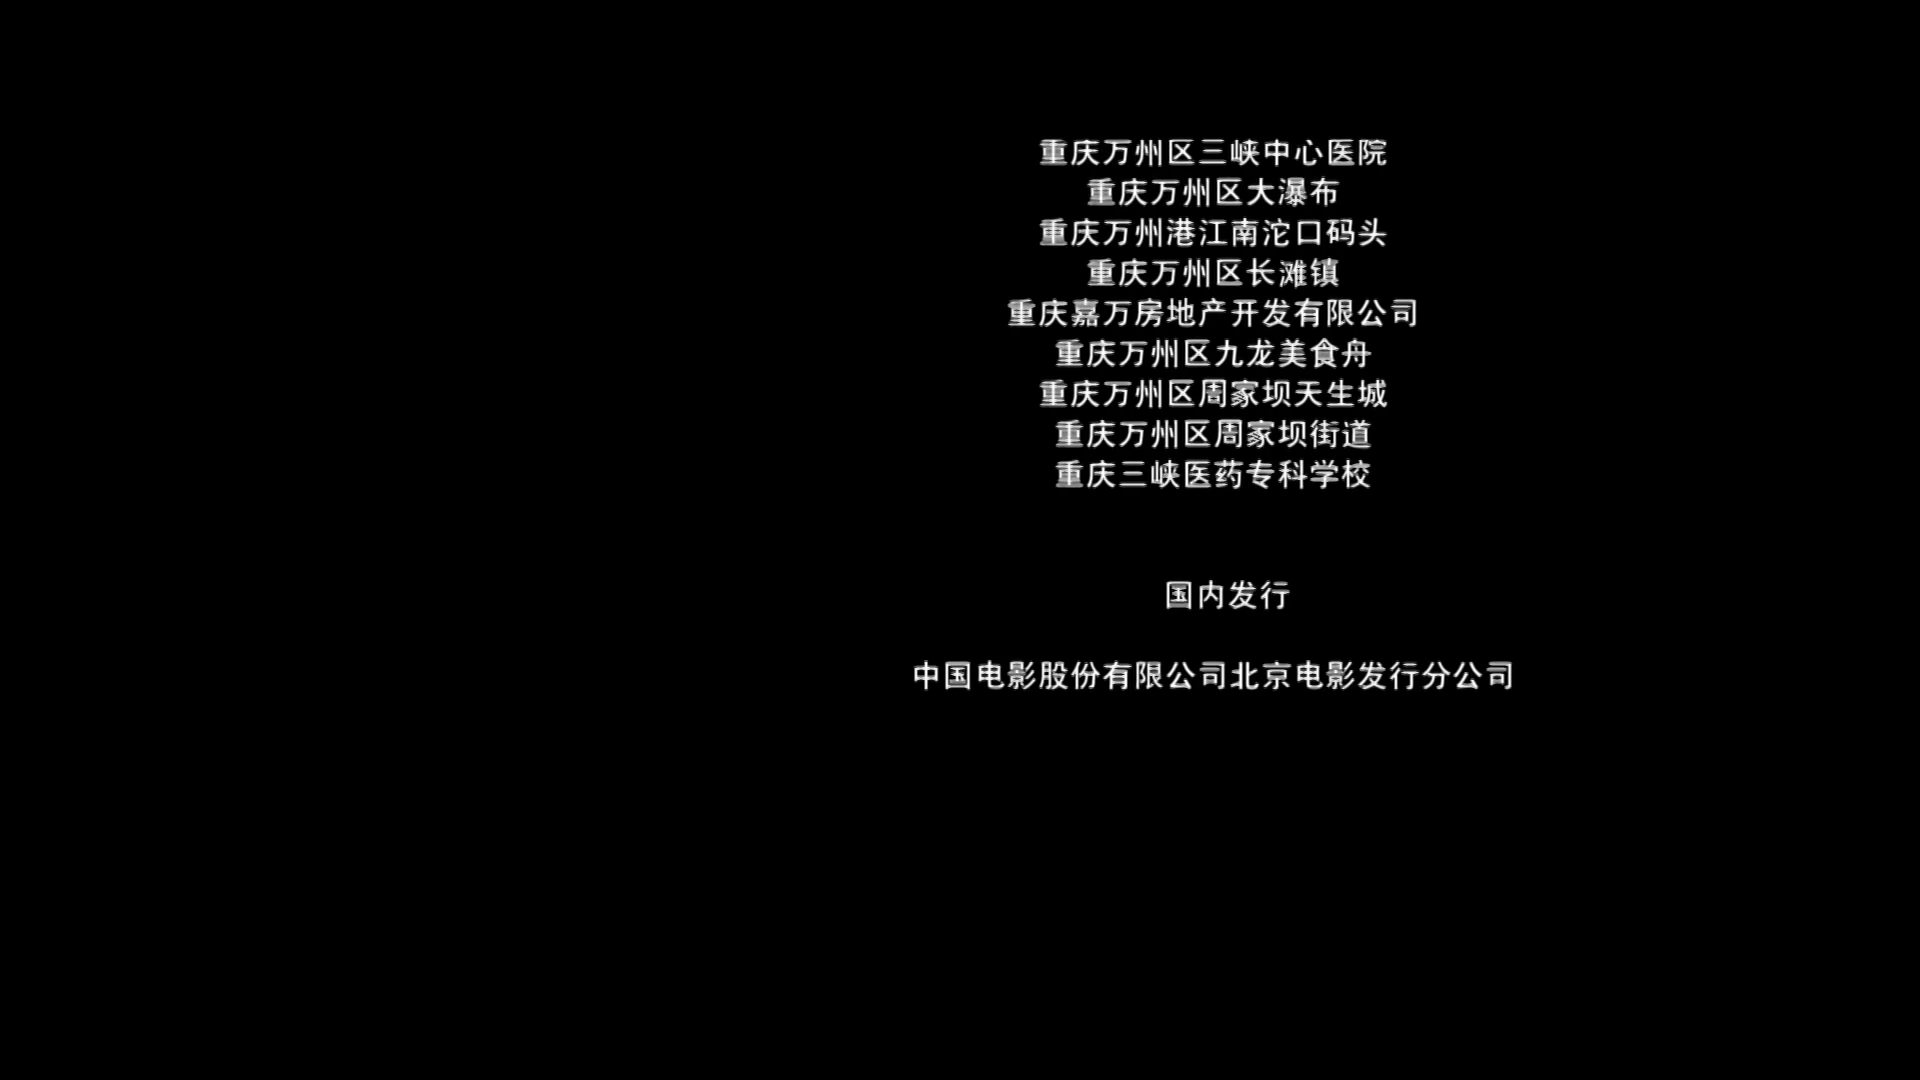 重庆万州区三峡中心医院
重庆万州区大瀑布
重庆万州港江南沱口码头
重庆万州区长滩镇
重庆嘉万房地产开发有限公司
重庆万州区九龙美食舟
重庆万州区周家坝天生城
重庆万州区周家坝街道
重庆三峡医药专科学校
国内发行
中国电影股份有限公司北京电影发行分公司